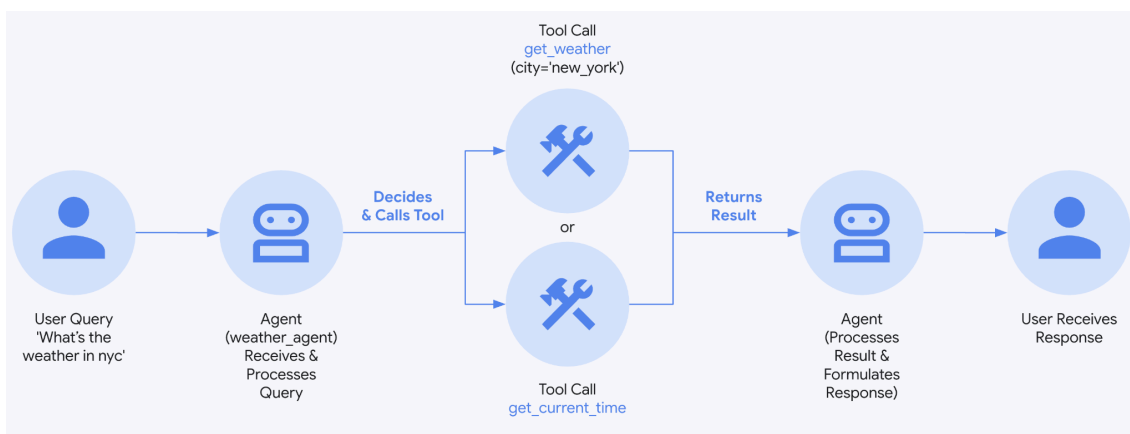 Tool Call
get_weather
(city='new_york')
Decides
& Calls Tool
Returns
Result
or
User Query
'What's the
weather in nyc'
Agent
(weather_agent)
Receives &
Processes
Query
Tool Call
get_current_time
Agent
(Processes
Result &
Formulates
Response)
User Receives
Response